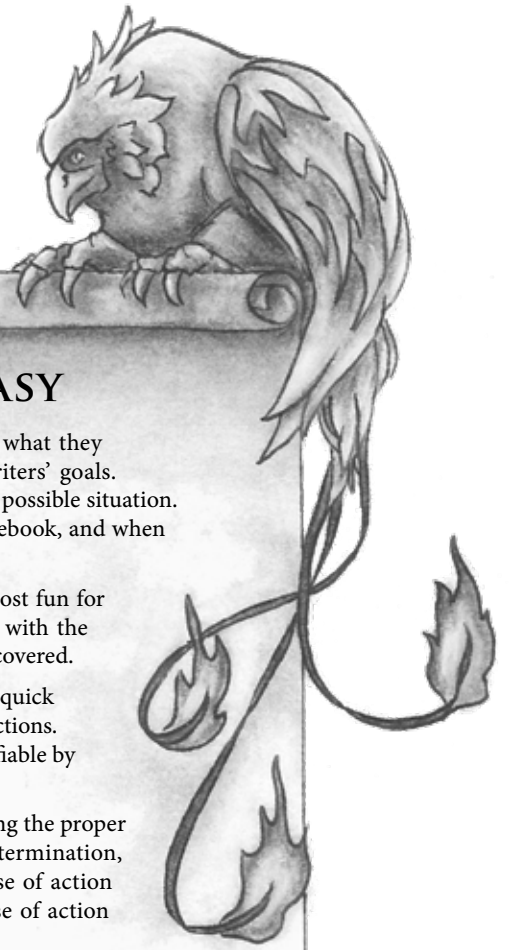 ASY
what they
riters’ goals.
possible situation.
ebook, and when
ost fun for
with the
covered.
quick
ctions.
fiable by
ng the proper
termination,
se of action
se of action